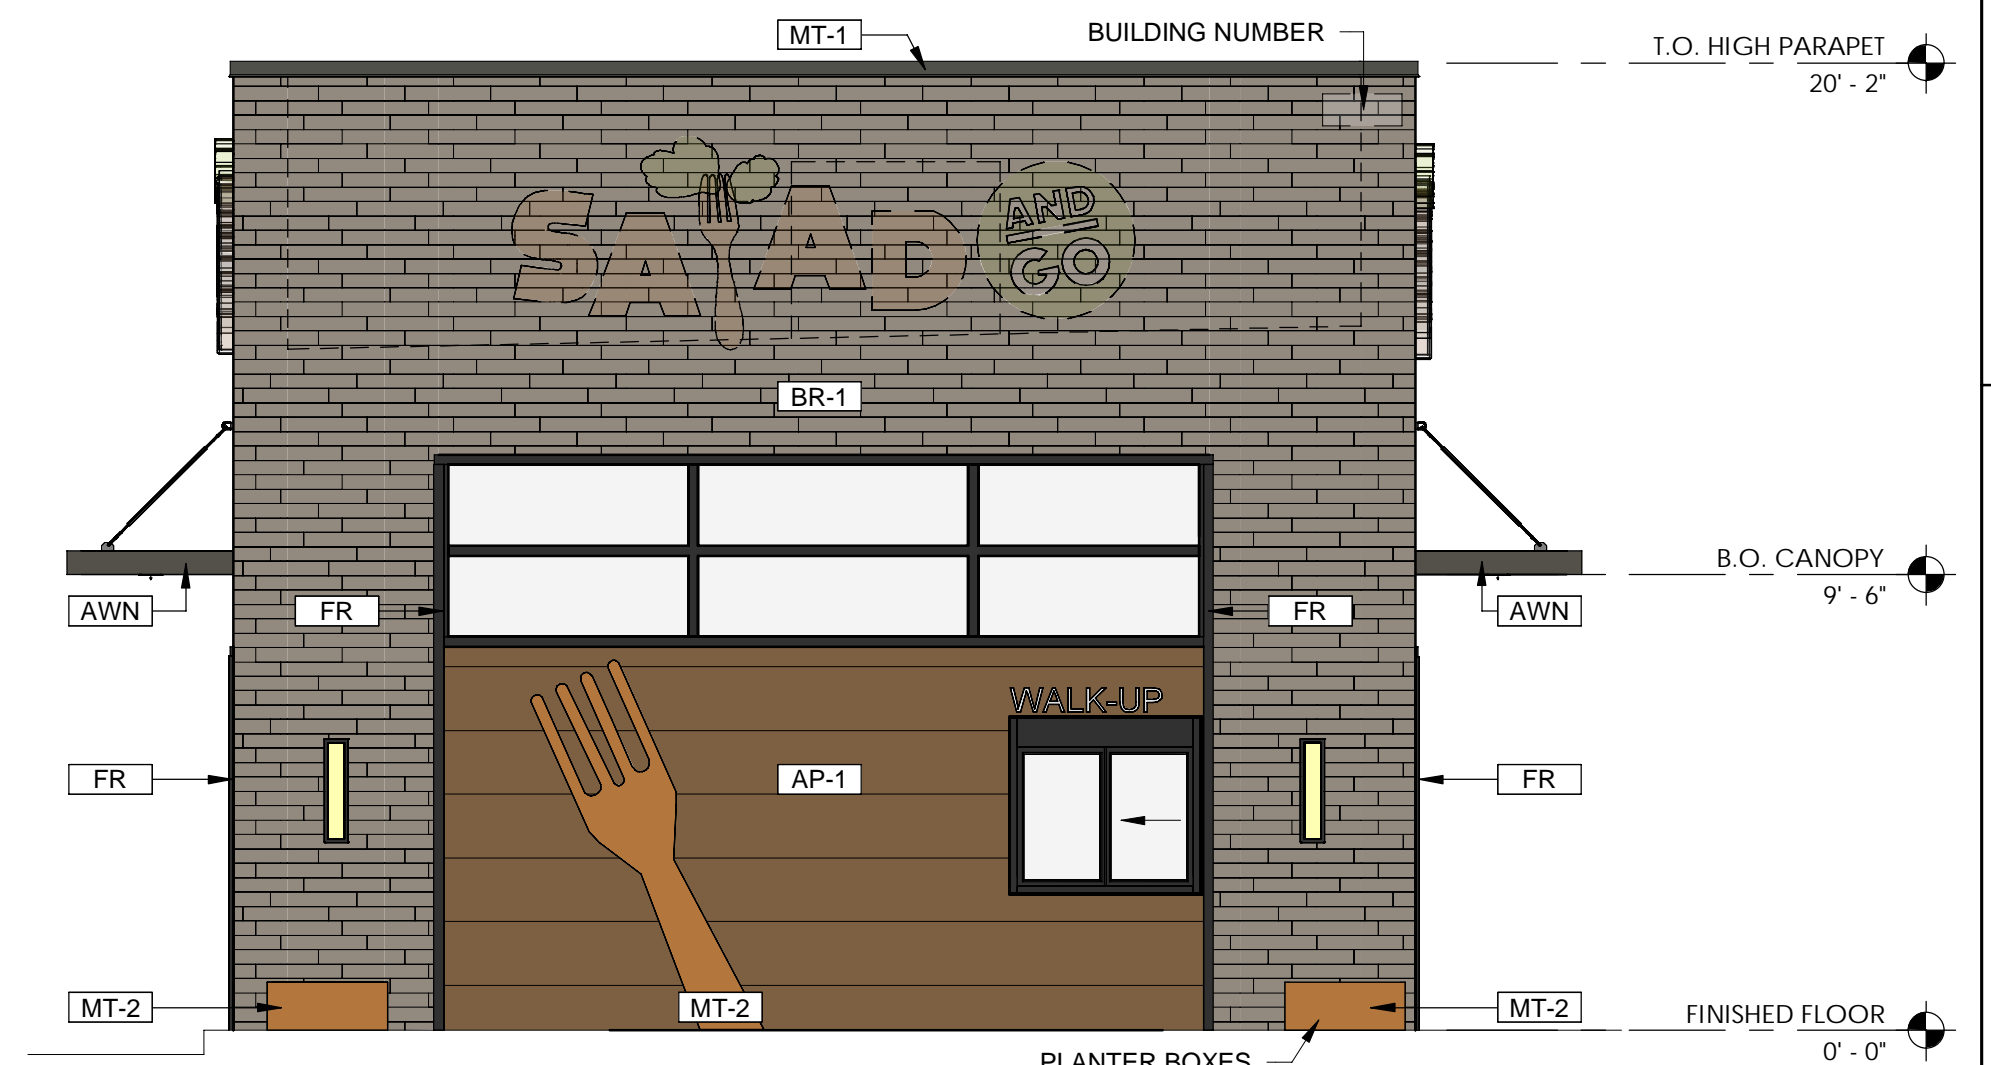 MT-1
BUILDING NUMBER
T.O. HIGH PARAPET
20' - 2"
SALAD
AND
GO
BR-1
B.O. CANOPY
9' - 6"
AWN
FR
FR
AWN
WALK-UP
FR
AP-1
FR
MT-2
MT-2
MT-2
FINISHED FLOOR
0' - 0"
PLANTER BOXES